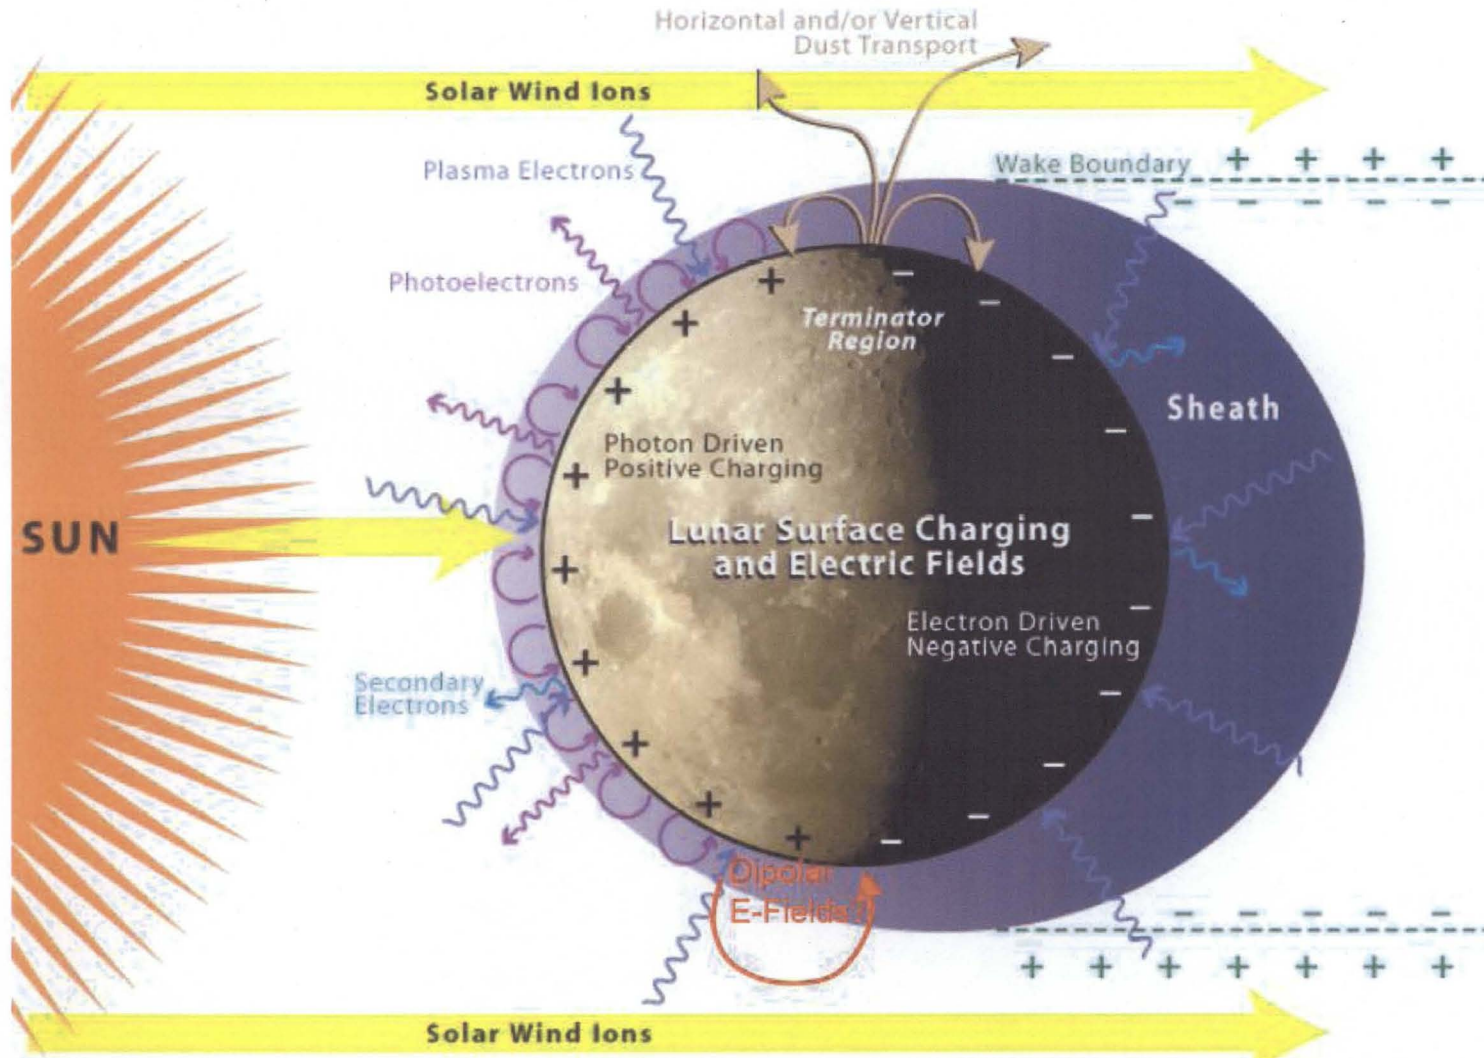 Horizontal and/or Vertical
Dust Transport
Solar Wind Ions
Plasma Electrons
Wake Boundary
+ + + +
− − − − −
Photoelectrons
Terminator
Region
Sheath
Photon Driven
Positive Charging
SUN
Lunar Surface Charging
and Electric Fields
Electron Driven
Negative Charging
Secondary
Electrons
Dipolar
E-Fields?
− − − − −
+ + + + + + +
Solar Wind Ions